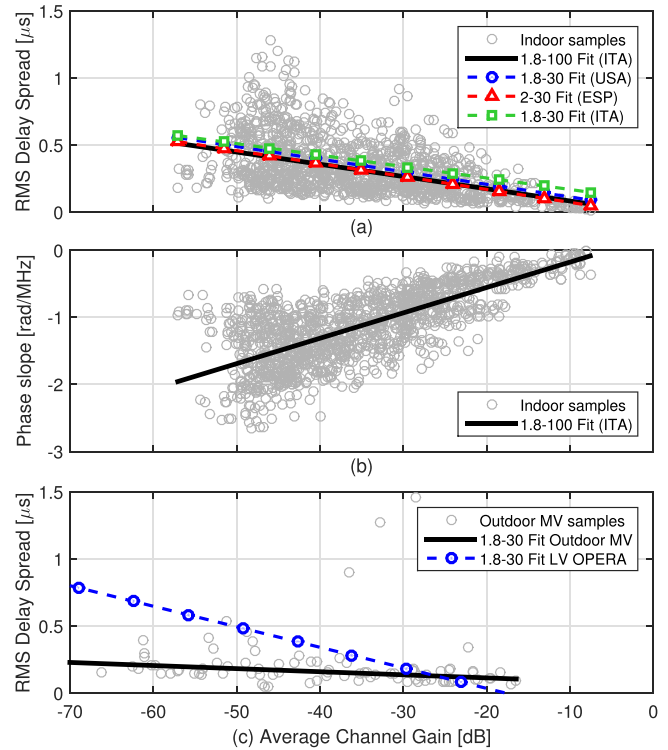 RMS Delay Spread [μs]
1.5
1
0.5
0
Indoor samples
1.8-100 Fit (ITA)
1.8-30 Fit (USA)
2-30 Fit (ESP)
1.8-30 Fit (ITA)
(a)
Phase slope [rad/MHz]
0
-1
-2
-3
Indoor samples
1.8-100 Fit (ITA)
(b)
RMS Delay Spread [μs]
1.5
1
0.5
0
Outdoor MV samples
1.8-30 Fit Outdoor MV
1.8-30 Fit LV OPERA
-70 -60 -50 -40 -30 -20 -10 0
(c) Average Channel Gain [dB]